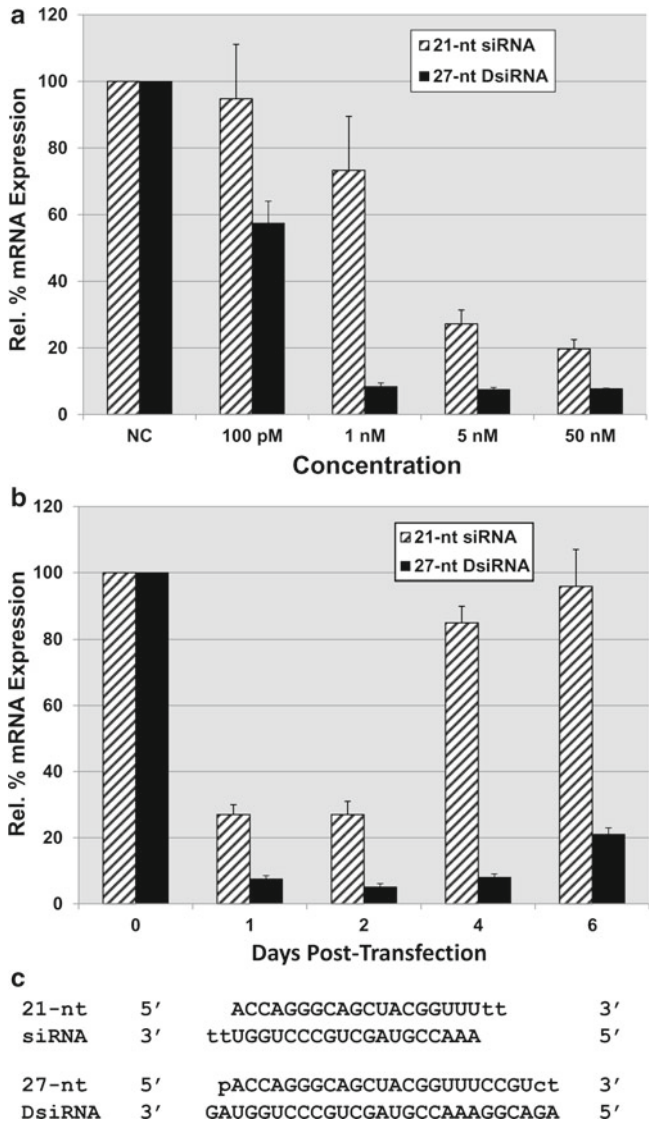 a
120
100
80
60
40
20
0
Rel. % mRNA Expression
21-nt siRNA
27-nt DsiRNA
NC 100 pM 1 nM 5 nM 50 nM
Concentration
b
120
100
80
60
40
20
0
Rel. % mRNA Expression
21-nt siRNA
27-nt DsiRNA
0 1 2 4 6
Days Post-Transfection
c
21-nt 5′ ACCAGGGCAGCUACGGUUUtt 3′
siRNA 3′ ttUGGUCCCGUCGAUGCCAAA 5′
27-nt 5′ pACCAGGGCAGCUACGGUUUCCGUct 3′
DsiRNA 3′ GAUGGUCCCGUCGAUGCCAAAGGCAGA 5′